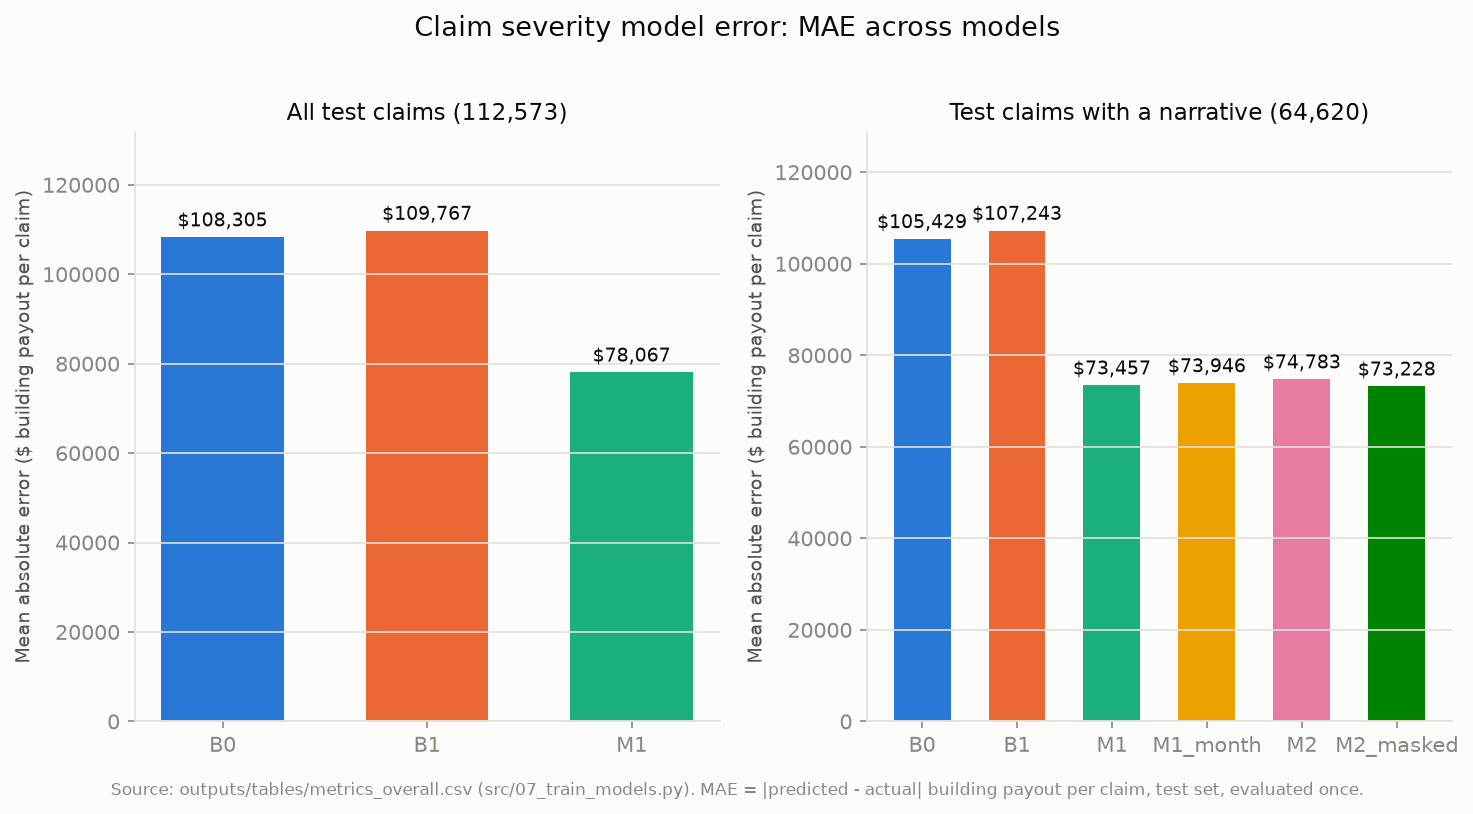 Claim severity model error: MAE across models
All test claims (112,573)
Mean absolute error ($ building payout per claim)
120000
100000
80000
60000
40000
20000
0
$108,305
$109,767
$78,067
B0
B1
M1
Test claims with a narrative (64,620)
Mean absolute error ($ building payout per claim)
120000
100000
80000
60000
40000
20000
0
$105,429
$107,243
$73,457
$73,946
$74,783
$73,228
B0
B1
M1
M1_month
M2
M2_masked
Source: outputs/tables/metrics_overall.csv (src/07_train_models.py). MAE = |predicted - actual| building payout per claim, test set, evaluated once.